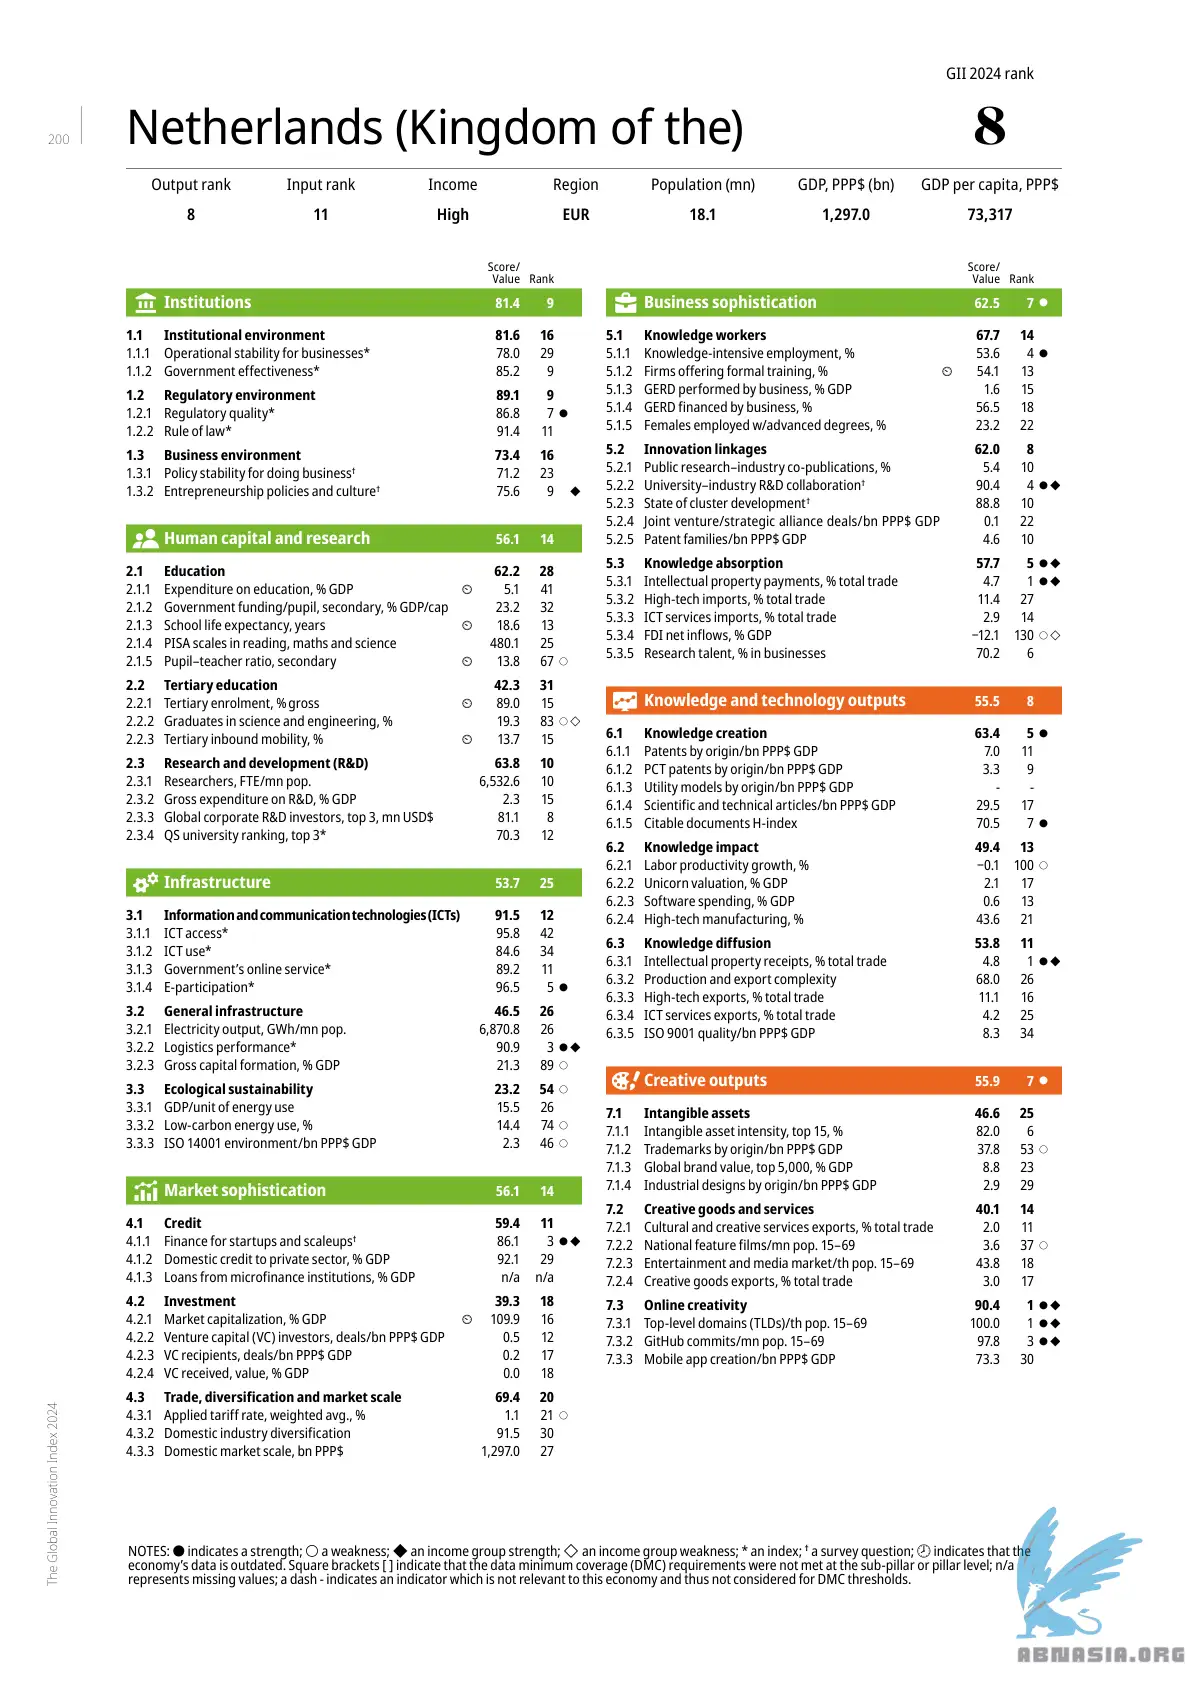 GII 2024 rank
200
Netherlands (Kingdom of the)
8
Output rank Input rank Income Region Population (mn) GDP, PPP$ (bn) GDP per capita, PPP$
8 11 High EUR 18.1 1,297.0 73,317
Score/
Value Rank
Institutions 81.4 9
1.1 Institutional environment 81.6 16
1.1.1 Operational stability for businesses* 78.0 29
1.1.2 Government effectiveness* 85.2 9
1.2 Regulatory environment 89.1 9
1.2.1 Regulatory quality* 86.8 7 ●
1.2.2 Rule of law* 91.4 11
1.3 Business environment 73.4 16
1.3.1 Policy stability for doing business† 71.2 23
1.3.2 Entrepreneurship policies and culture† 75.6 9 ◆
Human capital and research 56.1 14
2.1 Education 62.2 28
2.1.1 Expenditure on education, % GDP 5.1 41
2.1.2 Government funding/pupil, secondary, % GDP/cap 23.2 32
2.1.3 School life expectancy, years 18.6 13
2.1.4 PISA scales in reading, maths and science 480.1 25
2.1.5 Pupil–teacher ratio, secondary 13.8 67 ○
2.2 Tertiary education 42.3 31
2.2.1 Tertiary enrolment, % gross 89.0 15
2.2.2 Graduates in science and engineering, % 19.3 83 ○◇
2.2.3 Tertiary inbound mobility, % 13.7 15
2.3 Research and development (R&D) 63.8 10
2.3.1 Researchers, FTE/mn pop. 6,532.6 10
2.3.2 Gross expenditure on R&D, % GDP 2.3 15
2.3.3 Global corporate R&D investors, top 3, mn USD$ 81.1 8
2.3.4 QS university ranking, top 3* 70.3 12
Infrastructure 53.7 25
3.1 Information and communication technologies (ICTs) 91.5 12
3.1.1 ICT access* 95.8 42
3.1.2 ICT use* 84.6 34
3.1.3 Government's online service* 89.2 11
3.1.4 E-participation* 96.5 5 ●
3.2 General infrastructure 46.5 26
3.2.1 Electricity output, GWh/mn pop. 6,870.8 26
3.2.2 Logistics performance* 90.9 3 ●◆
3.2.3 Gross capital formation, % GDP 21.3 89 ○
3.3 Ecological sustainability 23.2 54 ○
3.3.1 GDP/unit of energy use 15.5 26
3.3.2 Low-carbon energy use, % 14.4 74 ○
3.3.3 ISO 14001 environment/bn PPP$ GDP 2.3 46 ○
Market sophistication 56.1 14
4.1 Credit 59.4 11
4.1.1 Finance for startups and scaleups† 86.1 3 ●◆
4.1.2 Domestic credit to private sector, % GDP 92.1 29
4.1.3 Loans from microfinance institutions, % GDP n/a n/a
4.2 Investment 39.3 18
4.2.1 Market capitalization, % GDP 109.9 16
4.2.2 Venture capital (VC) investors, deals/bn PPP$ GDP 0.5 12
4.2.3 VC recipients, deals/bn PPP$ GDP 0.2 17
4.2.4 VC received, value, % GDP 0.0 18
4.3 Trade, diversification and market scale 69.4 20
4.3.1 Applied tariff rate, weighted avg., % 1.1 21 ○
4.3.2 Domestic industry diversification 91.5 30
4.3.3 Domestic market scale, bn PPP$ 1,297.0 27
Score/
Value Rank
Business sophistication 62.5 7 ●
5.1 Knowledge workers 67.7 14
5.1.1 Knowledge-intensive employment, % 53.6 4 ●
5.1.2 Firms offering formal training, % 54.1 13
5.1.3 GERD performed by business, % GDP 1.6 15
5.1.4 GERD financed by business, % 56.5 18
5.1.5 Females employed w/advanced degrees, % 23.2 22
5.2 Innovation linkages 62.0 8
5.2.1 Public research–industry co-publications, % 5.4 10
5.2.2 University–industry R&D collaboration† 90.4 4 ●◆
5.2.3 State of cluster development† 88.8 10
5.2.4 Joint venture/strategic alliance deals/bn PPP$ GDP 0.1 22
5.2.5 Patent families/bn PPP$ GDP 4.6 10
5.3 Knowledge absorption 57.7 5 ●◆
5.3.1 Intellectual property payments, % total trade 4.7 1 ●◆
5.3.2 High-tech imports, % total trade 11.4 27
5.3.3 ICT services imports, % total trade 2.9 14
5.3.4 FDI net inflows, % GDP −12.1 130 ○◇
5.3.5 Research talent, % in businesses 70.2 6
Knowledge and technology outputs 55.5 8
6.1 Knowledge creation 63.4 5 ●
6.1.1 Patents by origin/bn PPP$ GDP 7.0 11
6.1.2 PCT patents by origin/bn PPP$ GDP 3.3 9
6.1.3 Utility models by origin/bn PPP$ GDP - -
6.1.4 Scientific and technical articles/bn PPP$ GDP 29.5 17
6.1.5 Citable documents H-index 70.5 7 ●
6.2 Knowledge impact 49.4 13
6.2.1 Labor productivity growth, % −0.1 100 ○
6.2.2 Unicorn valuation, % GDP 2.1 17
6.2.3 Software spending, % GDP 0.6 13
6.2.4 High-tech manufacturing, % 43.6 21
6.3 Knowledge diffusion 53.8 11
6.3.1 Intellectual property receipts, % total trade 4.8 1 ●◆
6.3.2 Production and export complexity 68.0 26
6.3.3 High-tech exports, % total trade 11.1 16
6.3.4 ICT services exports, % total trade 4.2 25
6.3.5 ISO 9001 quality/bn PPP$ GDP 8.3 34
Creative outputs 55.9 7 ●
7.1 Intangible assets 46.6 25
7.1.1 Intangible asset intensity, top 15, % 82.0 6
7.1.2 Trademarks by origin/bn PPP$ GDP 37.8 53 ○
7.1.3 Global brand value, top 5,000, % GDP 8.8 23
7.1.4 Industrial designs by origin/bn PPP$ GDP 2.9 29
7.2 Creative goods and services 40.1 14
7.2.1 Cultural and creative services exports, % total trade 2.0 11
7.2.2 National feature films/mn pop. 15–69 3.6 37 ○
7.2.3 Entertainment and media market/th pop. 15–69 43.8 18
7.2.4 Creative goods exports, % total trade 3.0 17
7.3 Online creativity 90.4 1 ●◆
7.3.1 Top-level domains (TLDs)/th pop. 15–69 100.0 1 ●◆
7.3.2 GitHub commits/mn pop. 15–69 97.8 3 ●◆
7.3.3 Mobile app creation/bn PPP$ GDP 73.3 30
The Global Innovation Index 2024
NOTES: ● indicates a strength; ○ a weakness; ◆ an income group strength; ◇ an income group weakness; * an index; † a survey question; 🕘 indicates that the
economy's data is outdated. Square brackets [ ] indicate that the data minimum coverage (DMC) requirements were not met at the sub-pillar or pillar level; n/a
represents missing values; a dash - indicates an indicator which is not relevant to this economy and thus not considered for DMC thresholds.
ABNASIA.ORG